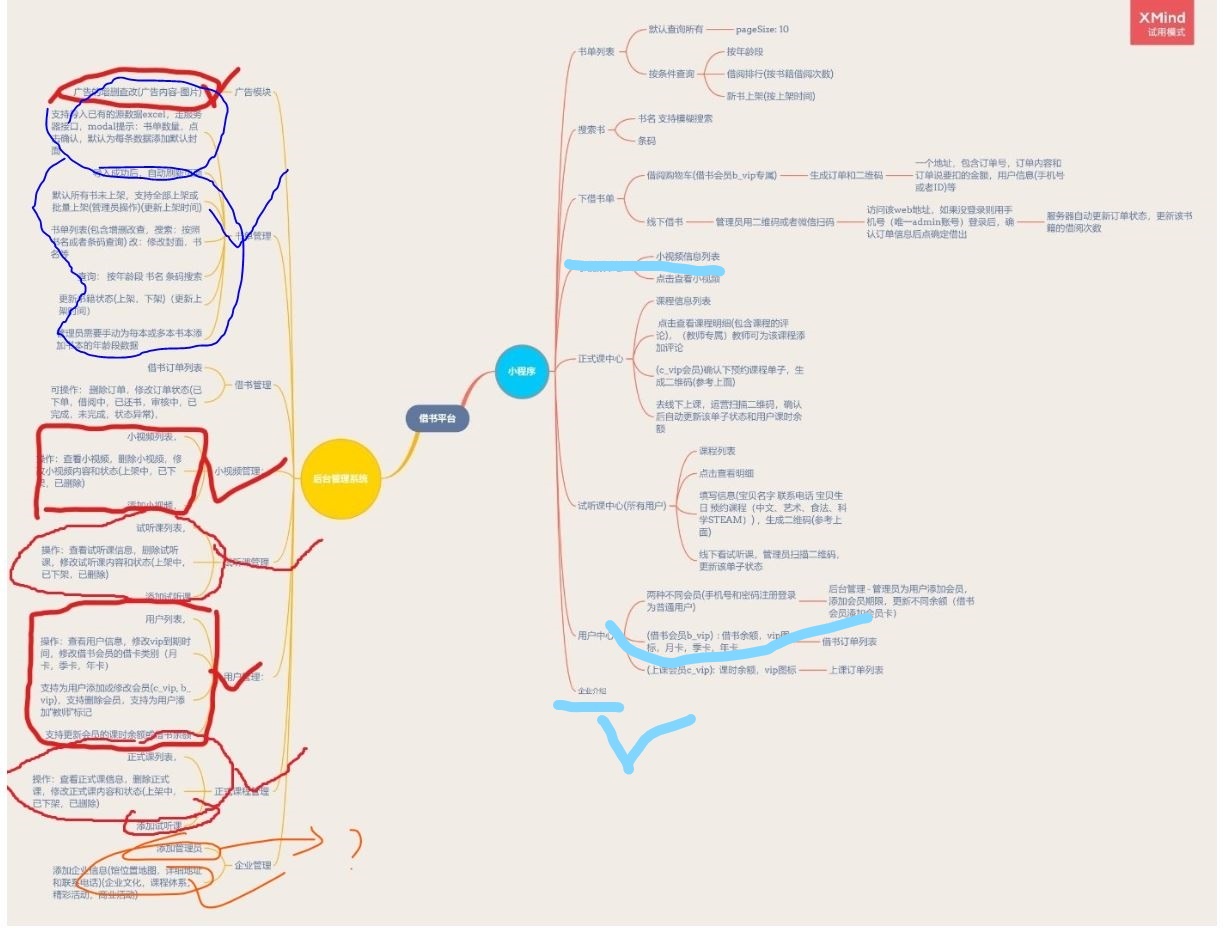 XMind
试用模式
借书平台
小程序
书单列表
默认查询所有
pageSize: 10
按条件查询
按年龄段
借阅排行(按书籍借阅次数)
新书上架(按上架时间)
搜索书
书名 支持模糊搜索
条码
下借书单
借阅购物车(借书会员b_vip专属)
生成订单和二维码
一个地址，包含订单号，订单内容和
订单说要扣的金额，用户信息(手机号
或者ID)等
线下借书
管理员用二维码或者微信扫码
访问该web地址，如果没登录则用手
机号（唯一admin账号）登录后，确
认订单信息后点确定借出
服务器自动更新订单状态，更新该书
籍的借阅次数
小视频信息列表
点击查看小视频
正式课中心
课程信息列表
点击查看课程明细(包含课程的评
论)，（教师专属）教师可为该课程添
加评论
(c_vip会员)确认下预约课程单子，生
成二维码(参考上面)
去线下上课，运营扫描二维码，确认
后自动更新该单子状态和用户课时余
额
试听课中心(所有用户)
课程列表
点击查看明细
填写信息(宝贝名字 联系电话 宝贝生
日 预约课程（中文、艺术、食法、科
学STEAM）)，生成二维码(参考上
面)
线下看试听课，管理员扫描二维码，
更新该单子状态
用户中心
两种不同会员(手机号和密码注册登录
为普通用户)
后台管理 - 管理员为用户添加会员，
添加会员期限，更新不同余额（借书
会员添加会员卡）
(借书会员b_vip)：借书余额，vip图
标，月卡，季卡，年卡
借书订单列表
(上课会员c_vip): 课时余额，vip图标
上课订单列表
企业介绍
后台管理系统
广告模块
广告的增删查改(广告内容-图片)
书单管理
支持导入已有的源数据excel，走服务
器接口，modal提示：书单数量，点
击确认，默认为每条数据添加默认封
面
导入成功后，自动刷新
默认所有书未上架，支持全部上架或
批量上架(管理员操作)(更新上架时间)
书单列表(包含增删改查，搜索：按照
书名或者条码查询) 改：修改封面，书
名等
查询： 按年龄段 书名 条码搜索
更新书籍状态(上架，下架)（更新上
架时间）
管理员需要手动为每本或多本书本添
加书本的年龄段数据
借书管理
借书订单列表
可操作： 删除订单，修改订单状态(已
下单，借阅中，已还书，审核中，已
完成，未完成，状态异常)，
小视频管理:
小视频列表，
操作：查看小视频，删除小视频，修
改小视频内容和状态(上架中，已下
架，已删除)
添加小视频，
试听课管理
试听课列表，
操作：查看试听课信息，删除试听
课，修改试听课内容和状态(上架中，
已下架，已删除)
添加试听课
用户管理:
用户列表，
操作：查看用户信息，修改vip到期时
间，修改借书会员的借卡类别（月
卡，季卡，年卡）
支持为用户添加或修改会员(c_vip, b_
vip)，支持删除会员，支持为用户添
加“教师”标记
支持更新会员的课时余额或借书余额
正式课程管理
正式课列表，
操作：查看正式课信息，删除正式
课，修改正式课内容和状态(上架中，
已下架，已删除)
添加试听课
企业管理
添加管理员
添加企业信息(馆位置地图，详细地址
和联系电话)(企业文化，课程体系，
精彩活动，商业活动)
?